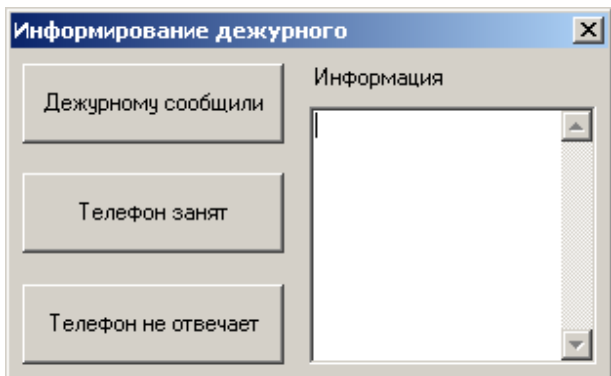 Информирование дежурного
Дежурному сообщили
Информация
Телефон занят
Телефон не отвечает